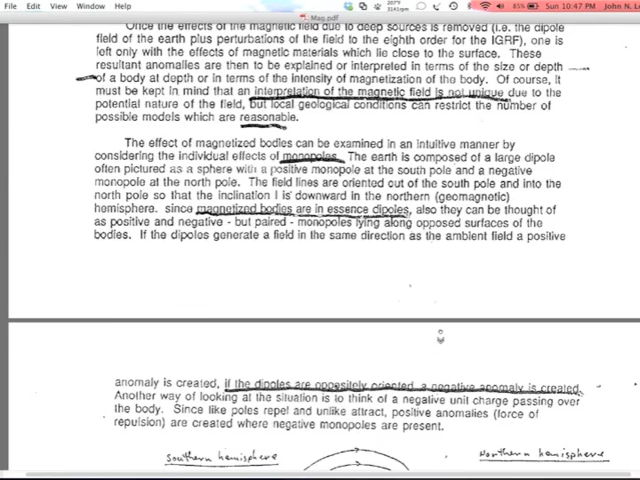 File Edit View Window Help
207°F
3141rpm
85%
Sun 10:47 PM John N. L
Mag.pdf
Once the effects of the magnetic field due to deep sources is removed (i.e. the dipole
field of the earth plus perturbations of the field to the eighth order for the IGRF), one is
left only with the effects of magnetic materials which lie close to the surface. These
resultant anomalies are then to be explained or interpreted in terms of the size or depth
of a body at depth or in terms of the intensity of magnetization of the body. Of course, it
must be kept in mind that an interpretation of the magnetic field is not unique due to the
potential nature of the field, but local geological conditions can restrict the number of
possible models which are reasonable.
The effect of magnetized bodies can be examined in an intuitive manner by
considering the individual effects of monopoles. The earth is composed of a large dipole
often pictured as a sphere with a positive monopole at the south pole and a negative
monopole at the north pole. The field lines are oriented out of the south pole and into the
north pole so that the inclination I is downward in the northern (geomagnetic)
hemisphere. since magnetized bodies are in essence dipoles, also they can be thought of
as positive and negative - but paired - monopoles lying along opposed surfaces of the
bodies. If the dipoles generate a field in the same direction as the ambient field a positive
anomaly is created, if the dipoles are oppositely oriented a negative anomaly is created.
Another way of looking at the situation is to think of a negative unit charge passing over
the body. Since like poles repel and unlike attract, positive anomalies (force of
repulsion) are created where negative monopoles are present.
Southern hemisphere Northern hemisphere